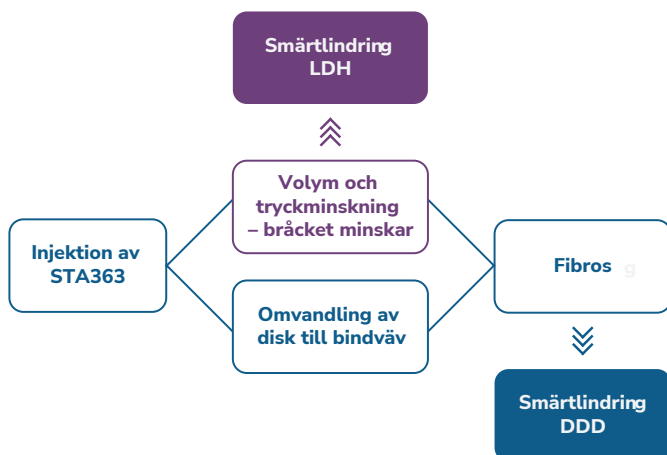 Smärtlindring
LDH
Volym och
tryckminskning
– bråcket minskar
Injektion av
STA363
Fibros g
Omvandling av
disk till bindväv
Smärtlindring
DDD